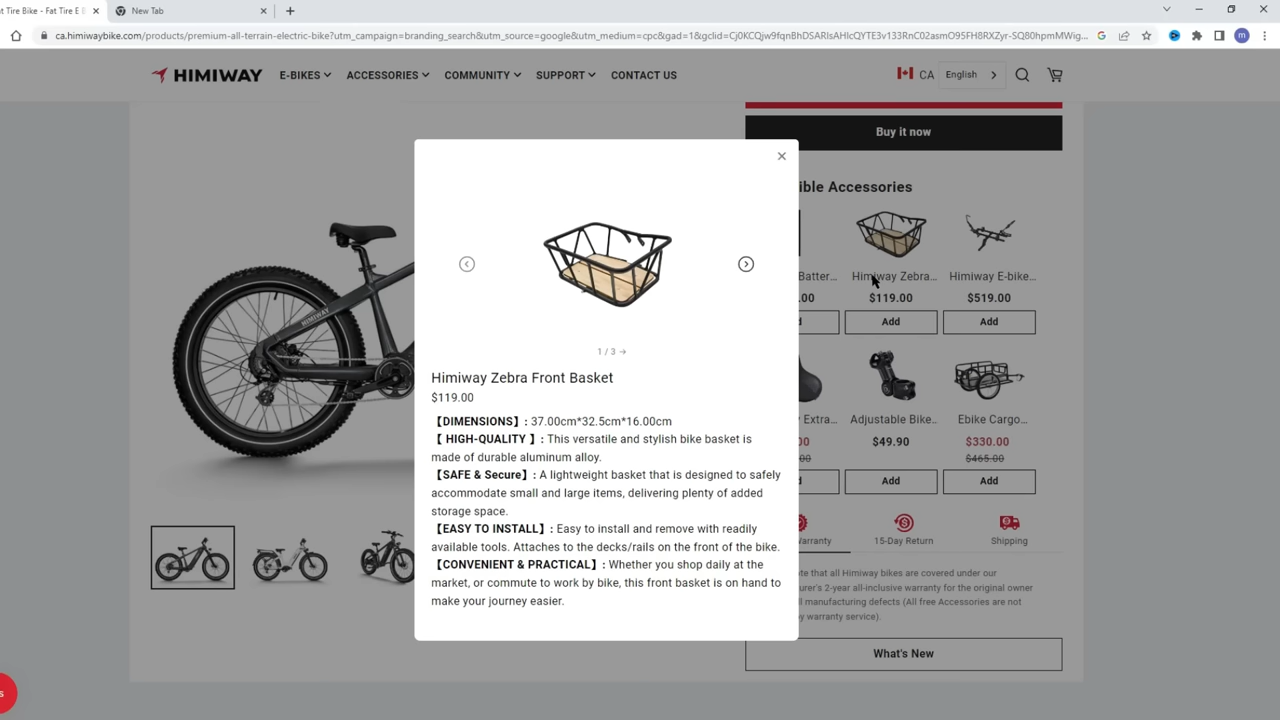 t Tire Bike - Fat Tire E
New Tab
ca.himiwaybike.com/products/premium-all-terrain-electric-bike?utm_campaign=branding_search&utm_source=google&utm_medium=cpc&gad=1&gclid=
m
HIMIWAY
E-BIKES
ACCESSORIES
COMMUNITY
SUPPORT
CONTACT US
CA
English
Buy it now
ible Accessories
Batter...
Himiway Zebra...
Himiway E-bike...
.00
$119.00
$519.00
d
Add
Add
HIMIWAY
1 / 3 →
Himiway Zebra Front Basket
$119.00
【DIMENSIONS】: 37.00cm*32.5cm*16.00cm
【 HIGH-QUALITY 】: This versatile and stylish bike basket is
made of durable aluminum alloy.
【SAFE & Secure】: A lightweight basket that is designed to safely
accommodate small and large items, delivering plenty of added
storage space.
【EASY TO INSTALL】: Easy to install and remove with readily
available tools. Attaches to the decks/rails on the front of the bike.
【CONVENIENT & PRACTICAL】: Whether you shop daily at the
market, or commute to work by bike, this front basket is on hand to
make your journey easier.
Extra...
Adjustable Bike...
Ebike Cargo...
00
$49.90
$330.00
00
$465.00
d
Add
Add
Warranty
15-Day Return
Shipping
te that all Himiway bikes are covered under our
urer's 2-year all-inclusive warranty for the original owner
ll manufacturing defects (All free Accessories are not
y warranty service).
What's New
s